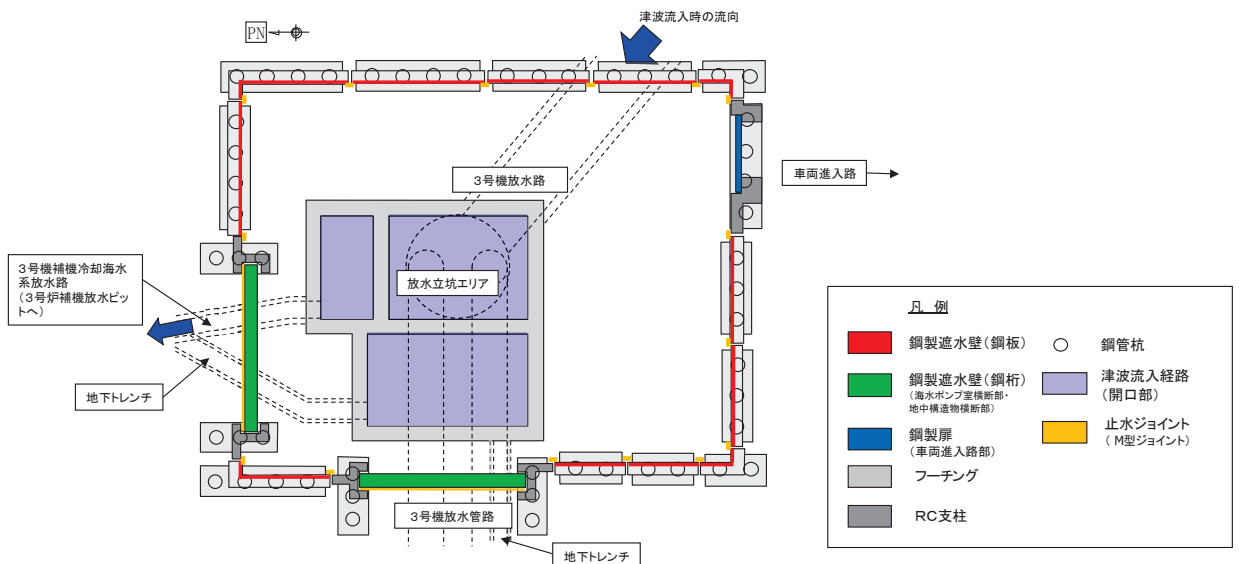 津波流入時の流向
PN
3号機放水路
車両進入路
3号機補機冷却海水
系放水路
(3号炉補機放水ピッ
トへ)
放水立坑エリア
地下トレンチ
3号機放水管路
地下トレンチ
凡 例
鋼製遮水壁(鋼板)
鋼管杭
鋼製遮水壁(鋼桁)
(海水ポンプ室横断部・
地中構造物横断部)
津波流入経路
(開口部)
鋼製扉
(車両進入路部)
止水ジョイント
(M型ジョイント)
フーチング
RC支柱